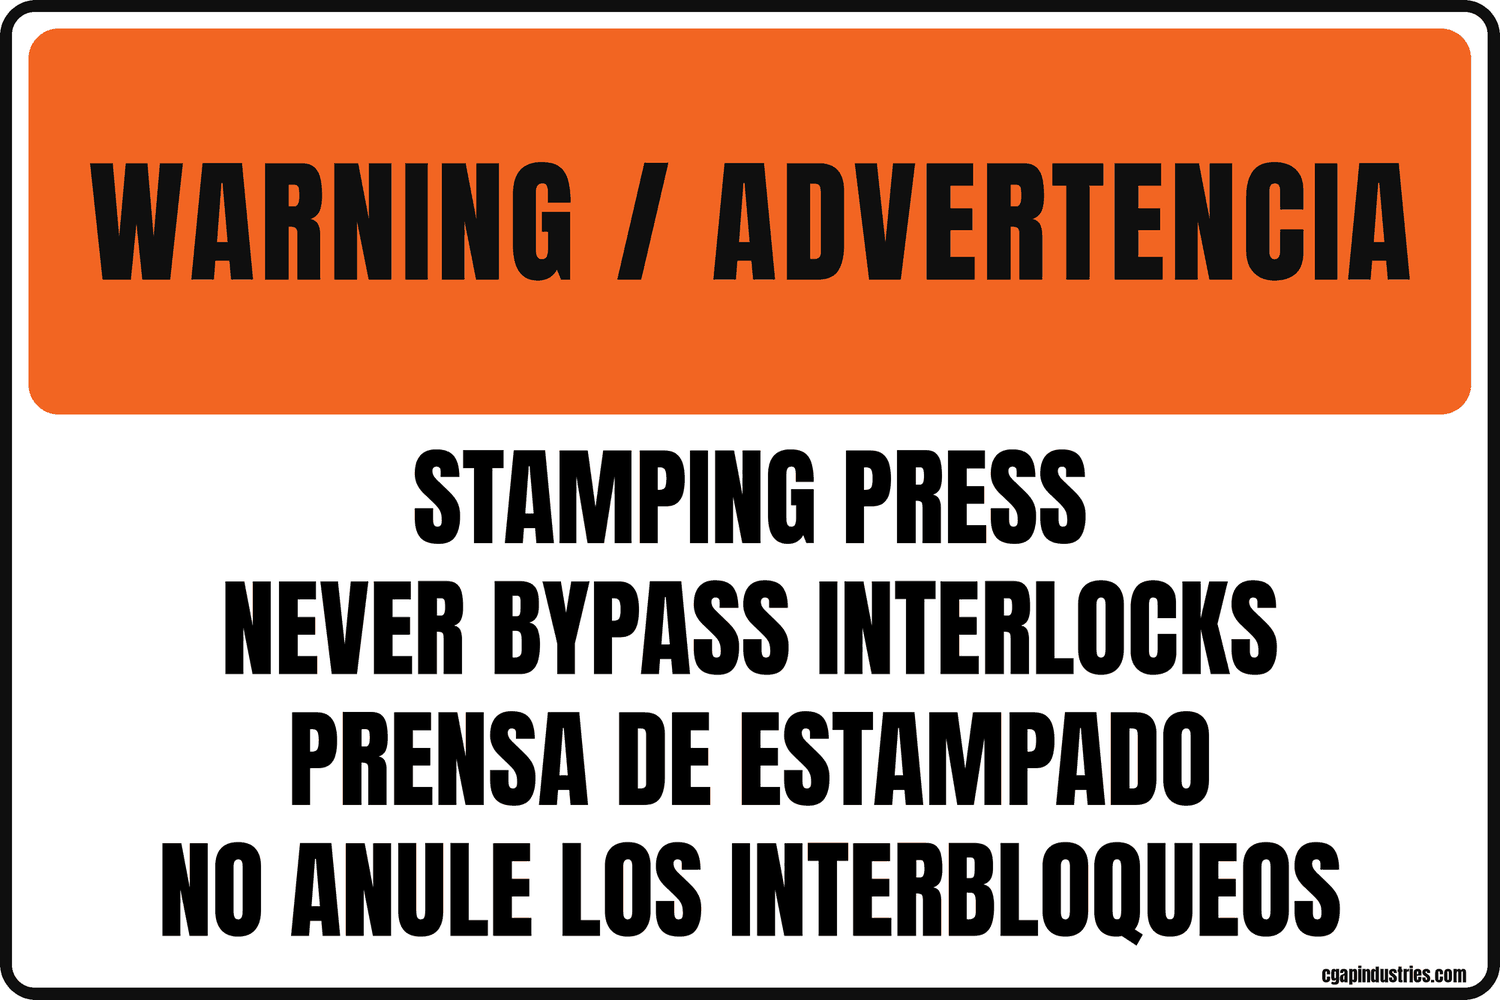 WARNING / ADVERTENCIA
STAMPING PRESS
NEVER BYPASS INTERLOCKS
PRENSA DE ESTAMPADO
NO ANULE LOS INTERBLOQUEOS
cgapindustries.com